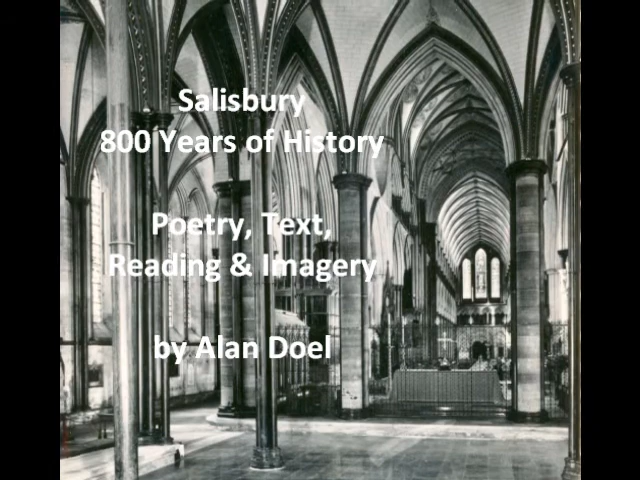 Salisbury
800 Years of History
Poetry, Text,
Reading & Imagery
by Alan Doel